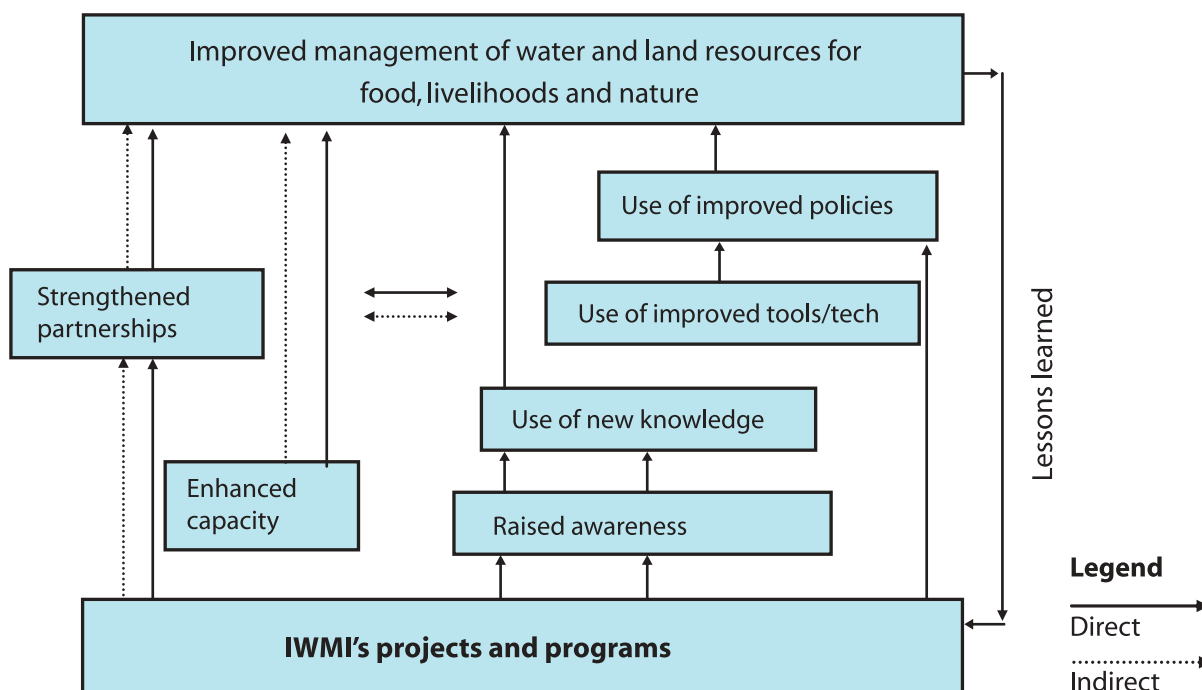 Improved management of water and land resources for
food, livelihoods and nature
Use of improved policies
Strengthened
partnerships
Use of improved tools/tech
Lessons learned
Use of new knowledge
Enhanced
capacity
Raised awareness
IWMI's projects and programs
Legend
Direct
Indirect